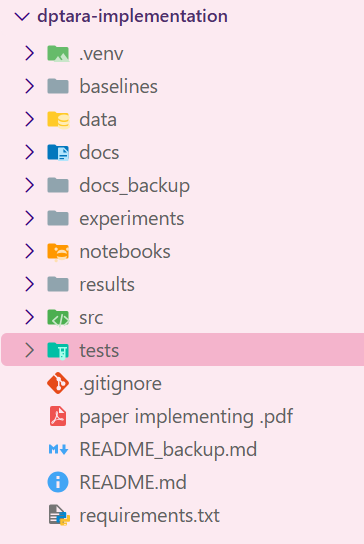 dptara-implementation
.venv
baselines
data
docs
docs_backup
experiments
notebooks
results
src
tests
.gitignore
paper implementing .pdf
README_backup.md
README.md
requirements.txt